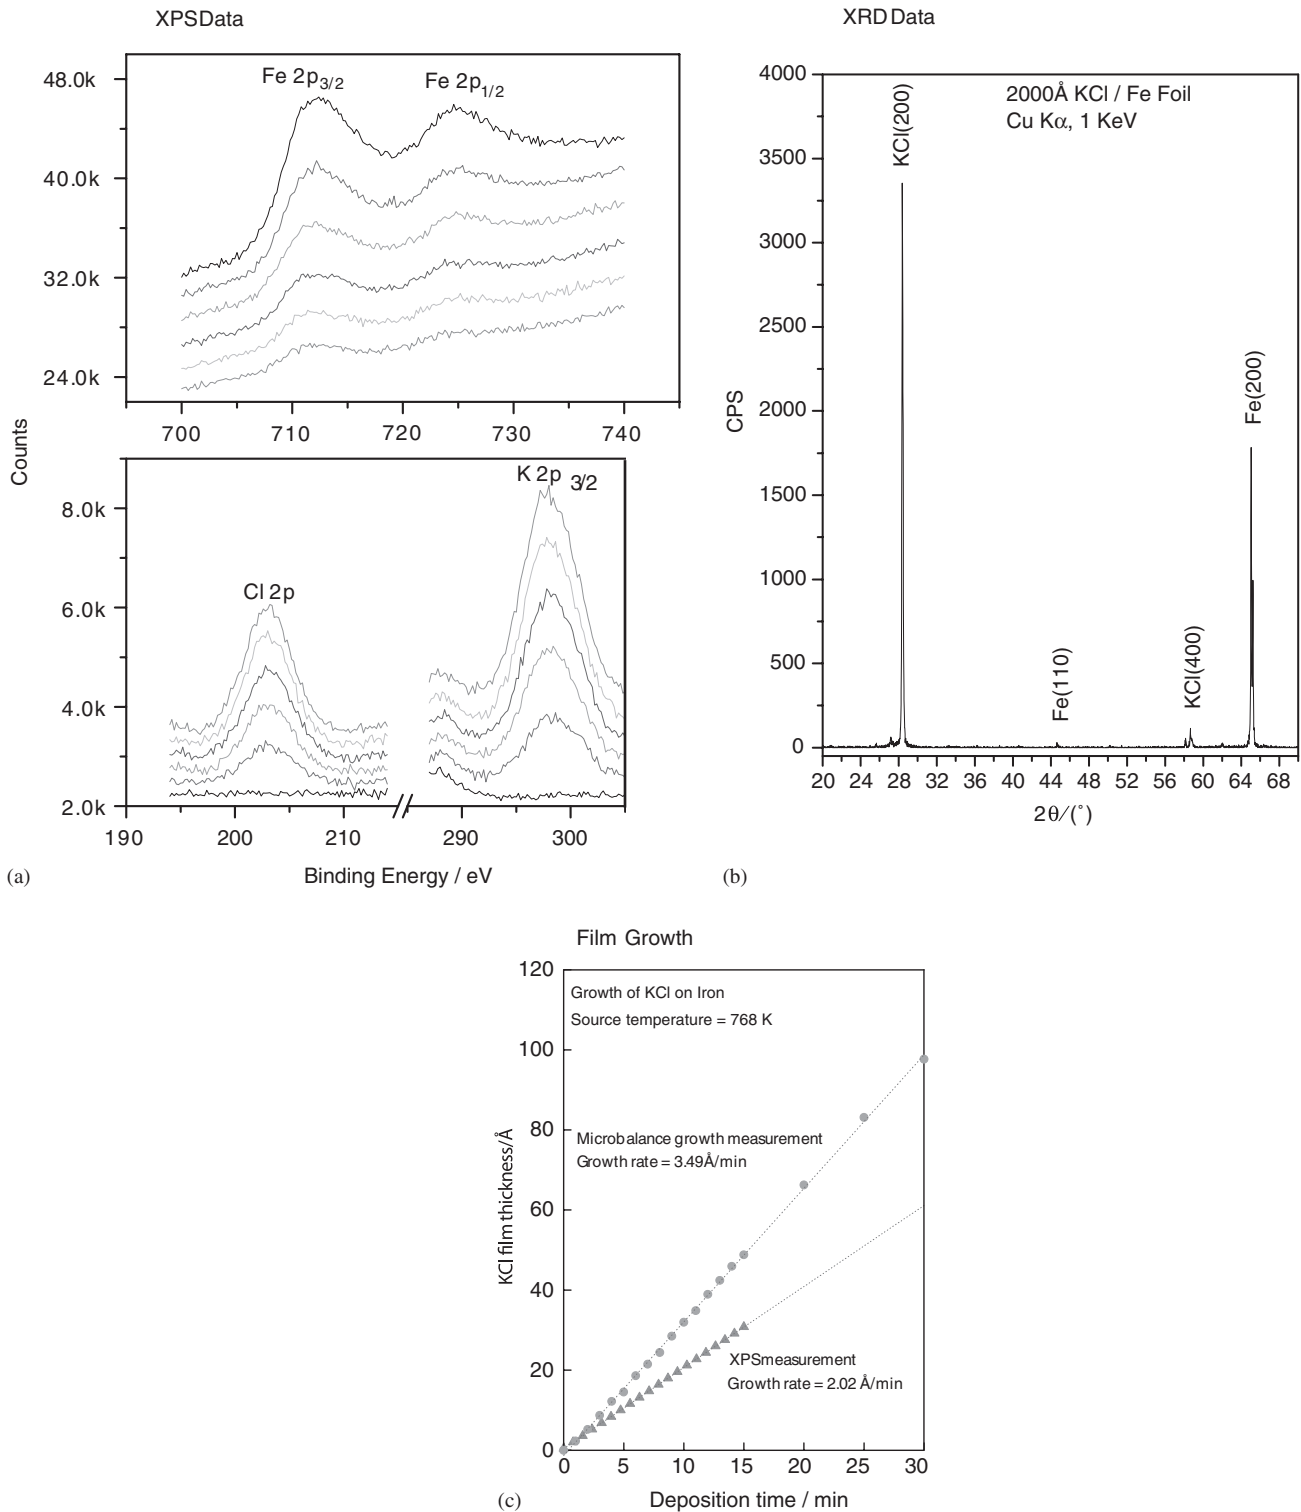 XPS Data
48.0k
40.0k
32.0k
24.0k
Fe 2p3/2
Fe 2p1/2
700 710 720 730 740
Counts
8.0k
6.0k
4.0k
2.0k
Cl 2p
K 2p 3/2
190 200 210 290 300
Binding Energy / eV
(a)
XRD Data
4000
3500
3000
2500
2000
1500
1000
500
0
CPS
2000Å KCl / Fe Foil
Cu Kα, 1 KeV
KCl(200)
Fe(110)
KCl(400)
Fe(200)
20 24 28 32 36 40 44 48 52 56 60 64 68
2θ/(°)
(b)
Film Growth
120
100
80
60
40
20
0
KCl film thickness/Å
Growth of KCl on Iron
Source temperature = 768 K
Microbalance growth measurement
Growth rate = 3.49Å/min
XPSmeasurement
Growth rate = 2.02 Å/min
0 5 10 15 20 25 30
Deposition time / min
(c)